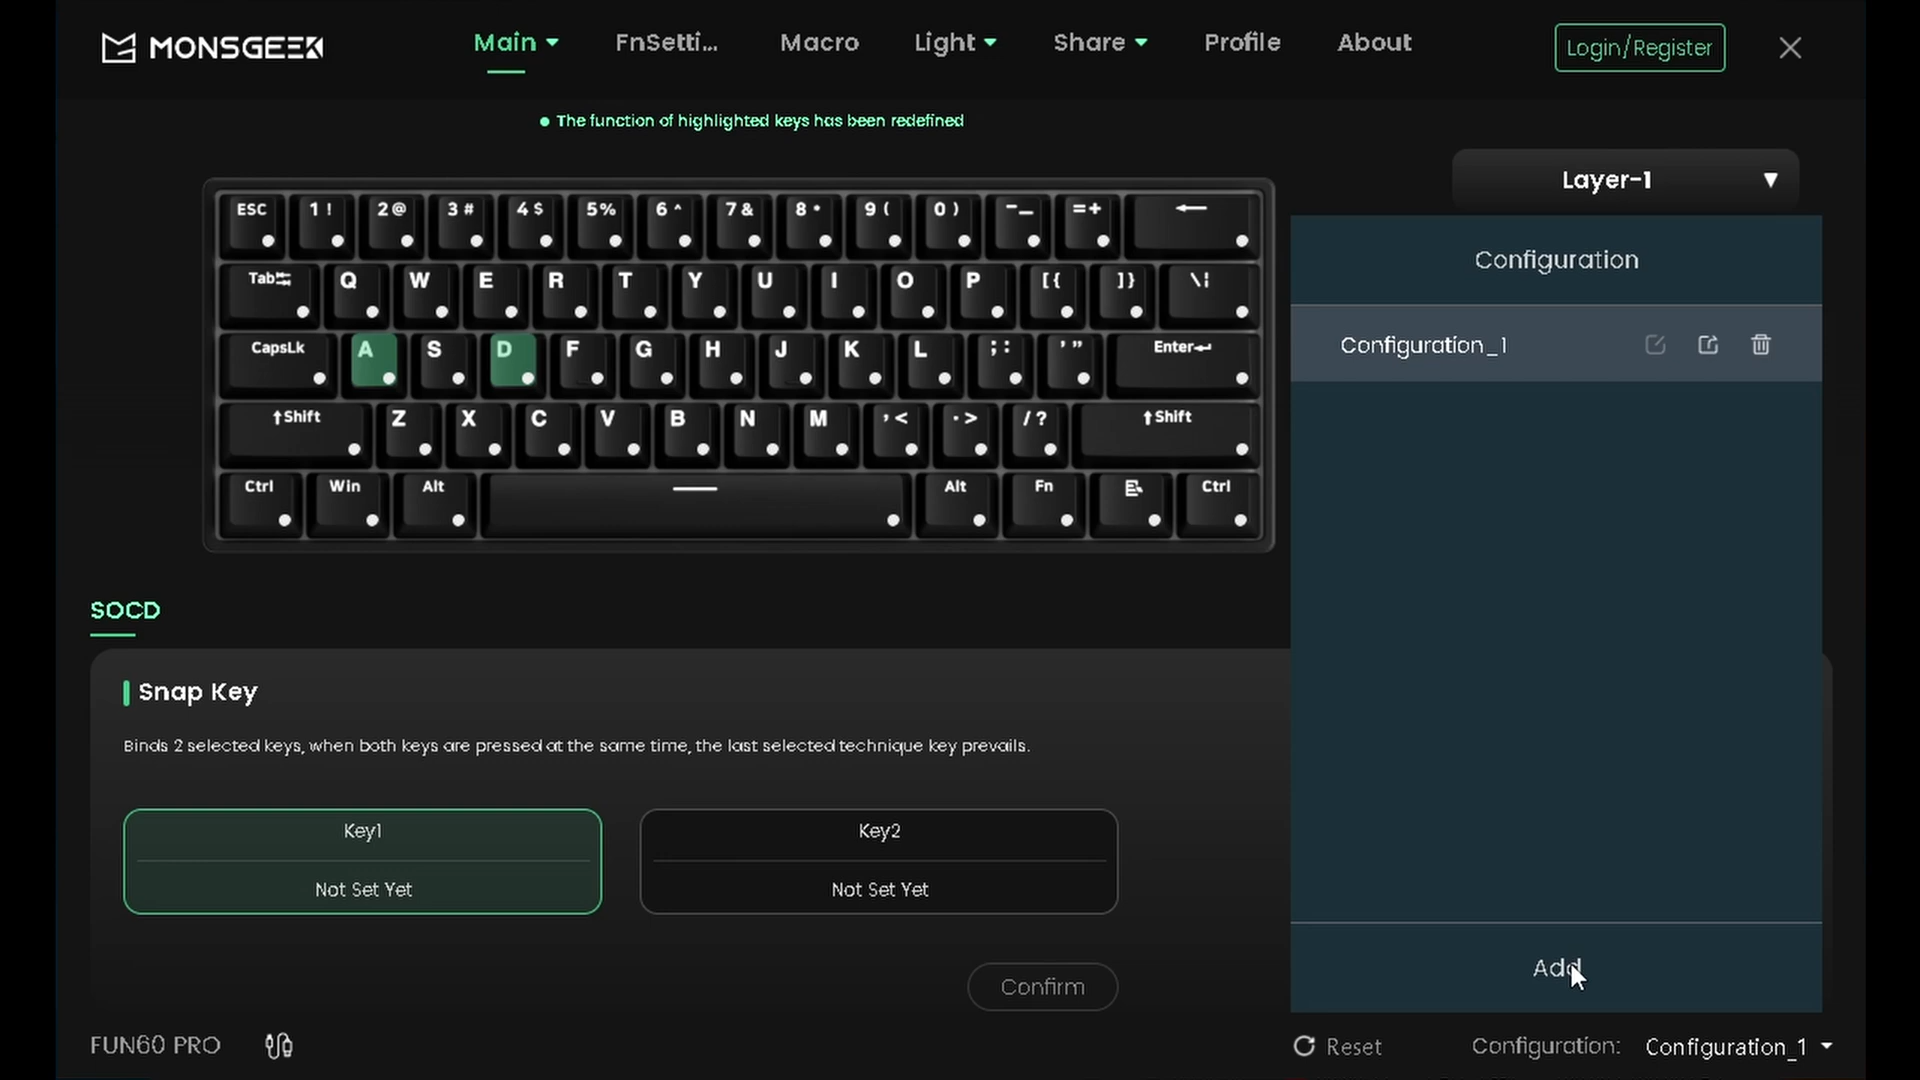 MONSGEEK
Main FnSetti... Macro Light Share Profile About Login/Register
The function of highlighted keys has been redefined
Layer-1
ESC 1 ! 2 @ 3 # 4 $ 5% 6 ^ 7 & 8 * 9 ( 0 ) -_ =+ ←
Tab Q W E R T Y U I O P [{ ]} \|
CapsLk A S D F G H J K L ;: '" Enter
↑Shift Z X C V B N M ,< .> /? ↑Shift
Ctrl Win Alt Alt Fn Ctrl
Configuration
Configuration_1
SOCD
Snap Key
Binds 2 selected keys, when both keys are pressed at the same time, the last selected technique key prevails.
Key1 Key2
Not Set Yet Not Set Yet
Confirm
Add
FUN60 PRO Reset Configuration: Configuration_1